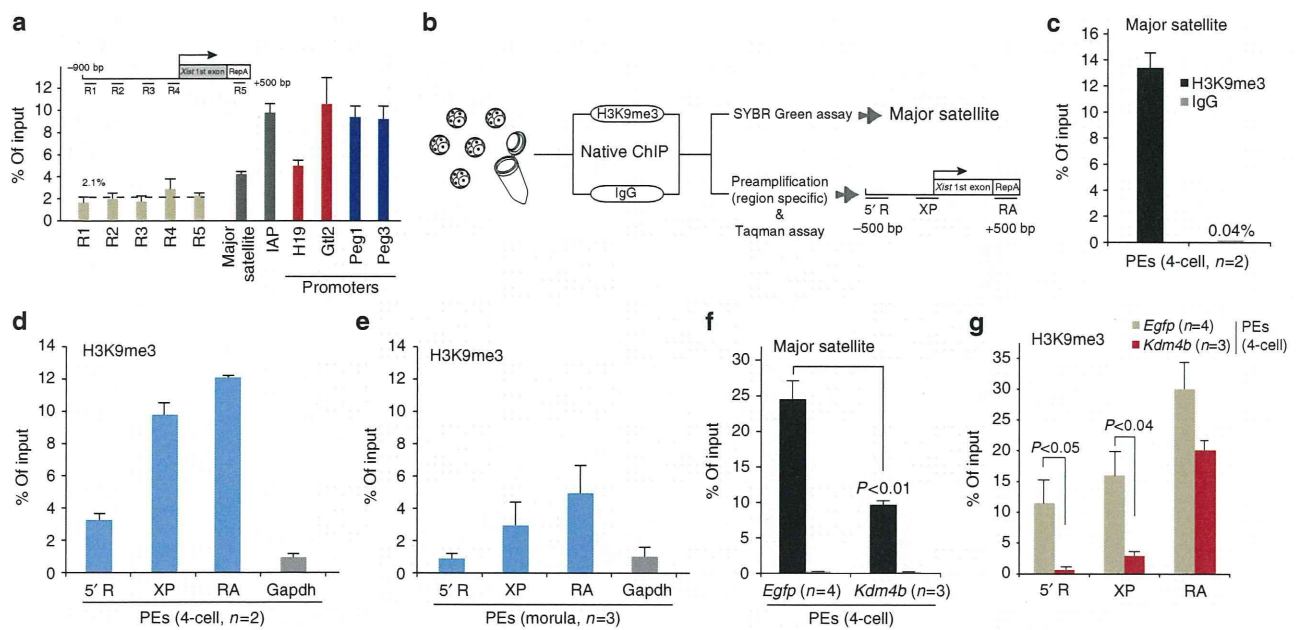 a
−900 bp
Xist 1st exon
RepA
+500 bp
R1
R2
R3
R4
R5
% Of input
12
10
8
6
4
2
0
2.1%
R1
R2
R3
R4
R5
Major satellite
IAP
H19
Gtl2
Peg1
Peg3
Promoters
b
H3K9me3
Native ChIP
IgG
SYBR Green assay
Major satellite
Preamplification
(region specific)
&
Taqman assay
Xist 1st exon
RepA
5′ R
XP
RA
−500 bp
+500 bp
c
Major satellite
% Of input
16
14
12
10
8
6
4
2
0
H3K9me3
IgG
0.04%
PEs (4-cell, n=2)
d
H3K9me3
% Of input
14
12
10
8
6
4
2
0
5′ R
XP
RA
Gapdh
PEs (4-cell, n=2)
e
H3K9me3
% Of input
14
12
10
8
6
4
2
0
5′ R
XP
RA
Gapdh
PEs (morula, n=3)
f
Major satellite
% Of input
25
20
15
10
5
0
P<0.01
Egfp (n=4)
Kdm4b (n=3)
PEs (4-cell)
g
H3K9me3
Egfp (n=4)
Kdm4b (n=3)
PEs
(4-cell)
% Of input
35
30
25
20
15
10
5
0
P<0.05
P<0.04
5′ R
XP
RA